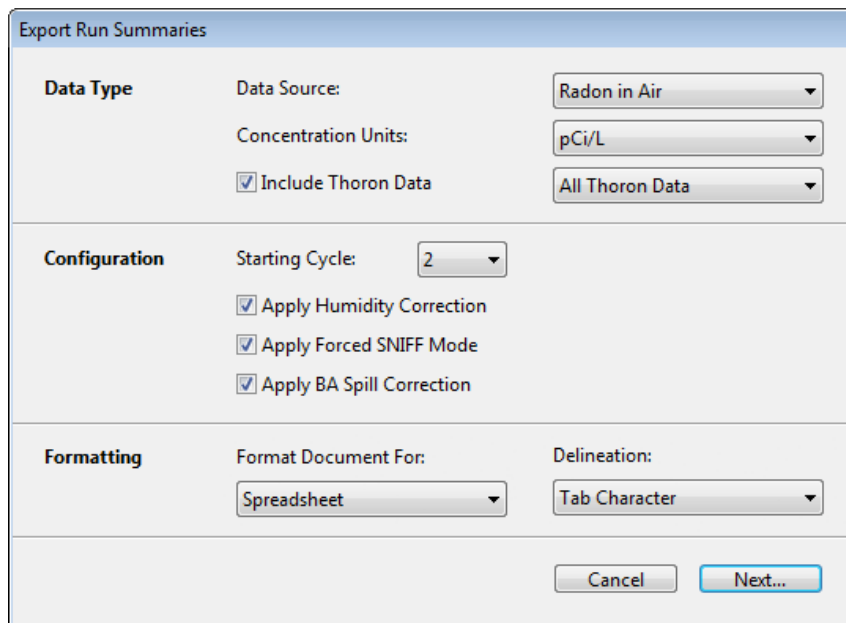 Export Run Summaries
Data Type
Data Source:
Radon in Air
Concentration Units:
pCi/L
Include Thoron Data
All Thoron Data
Configuration
Starting Cycle:
2
Apply Humidity Correction
Apply Forced SNIFF Mode
Apply BA Spill Correction
Formatting
Format Document For:
Delineation:
Spreadsheet
Tab Character
Cancel
Next...